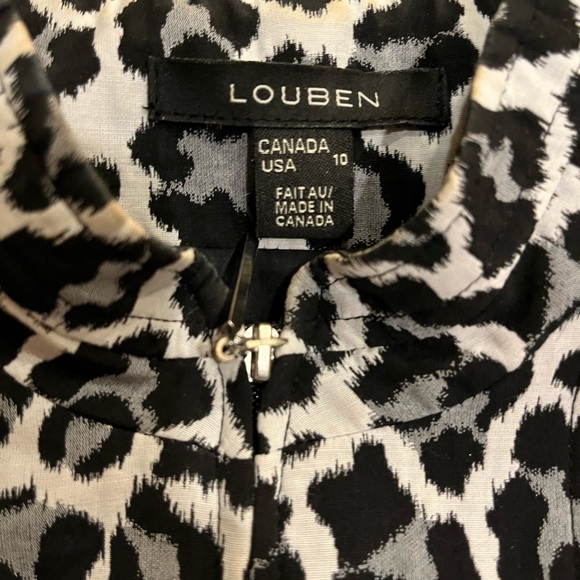 LOUBEN
CANADA
USA 10
FAIT AU/
MADE IN
CANADA